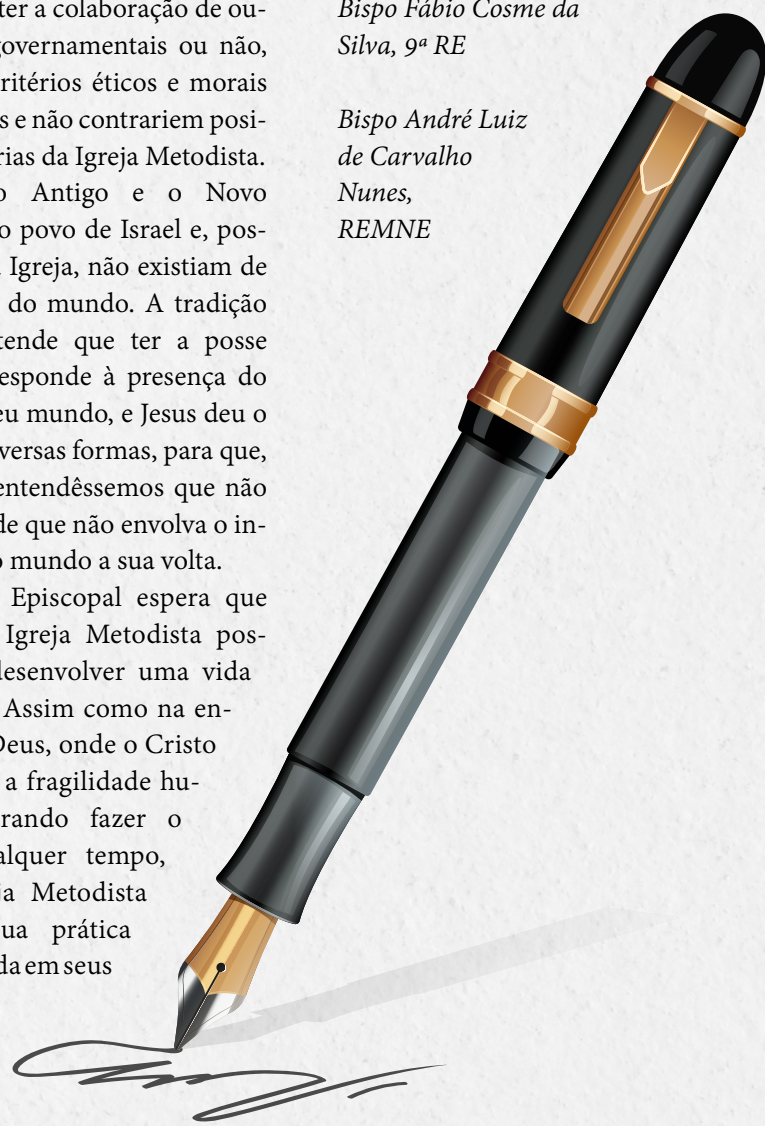 ter a colaboração de ou-
governamentais ou não,
ritérios éticos e morais
s e não contrariem posi-
rias da Igreja Metodista.
o Antigo e o Novo
o povo de Israel e, pos-
Igreja, não existiam de
do mundo. A tradição
tende que ter a posse
esponde à presença do
eu mundo, e Jesus deu o
versas formas, para que,
entendêssemos que não
de que não envolva o in-
o mundo a sua volta.
Episcopal espera que
Igreja Metodista pos-
desenvolver uma vida
Assim como na en-
Deus, onde o Cristo
a fragilidade hu-
rando fazer o
alquer tempo,
ja Metodista
ua prática
da em seus
Bispo Fábio Cosme da
Silva, 9ª RE
Bispo André Luiz
de Carvalho
Nunes,
REMNE